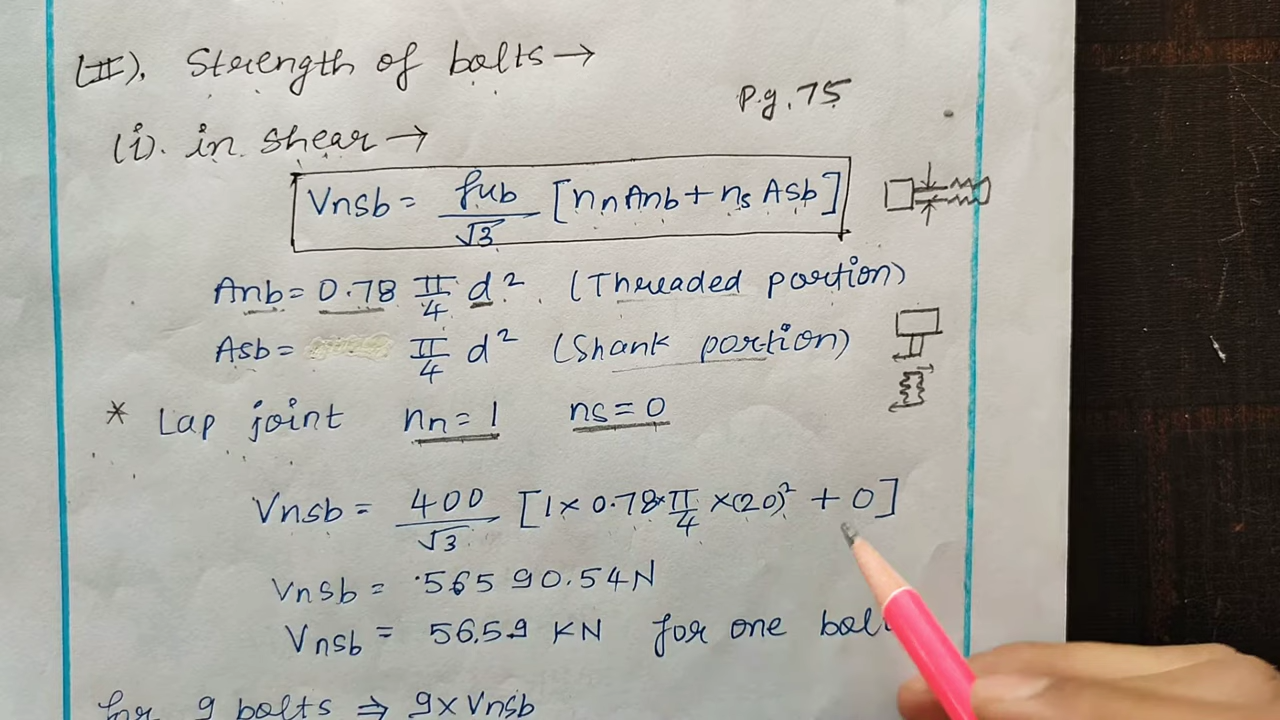 (II). Strength of bolts →
P.g. 75
(i). in shear →
Vnsb = fub/√3 [nn Anb + ns Asb]
Anb = 0.78 π/4 d². (Threaded portion)
Asb = π/4 d² (Shank portion)
* Lap joint nn = 1 ns = 0
Vnsb = 400/√3 [1 × 0.78 × π/4 × (20)² + 0]
Vnsb = 56590.54 N
Vnsb = 56.59 KN for one
for 9 bolts ⇒ 9 x Vnsb